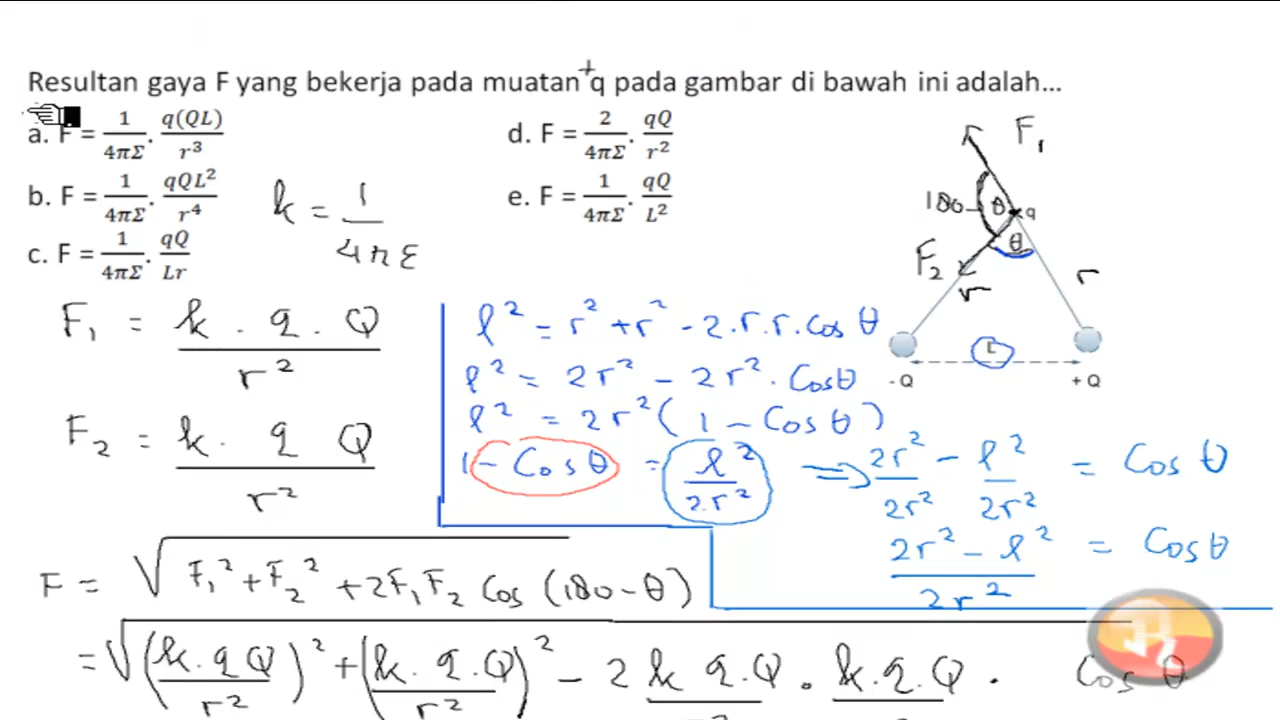 Resultan gaya F yang bekerja pada muatan +q pada gambar di bawah ini adalah...
a. F = 1/4πΣ . q(QL)/r³
d. F = 2/4πΣ . qQ/r²
b. F = 1/4πΣ . qQL²/r⁴
e. F = 1/4πΣ . qQ/L²
c. F = 1/4πΣ . qQ/Lr
k = 1/4πε
F₁
180-θ
q
θ
F₂
r
r
L
- Q
+ Q
F₁ = k . q . Q / r²
F₂ = k . q Q / r²
l² = r² + r² - 2.r.r.cos θ
l² = 2r² - 2r² . Cos θ
l² = 2r² (1 - Cos θ)
1 - Cos θ = l²/2r² ⇒ 2r²/2r² - l²/2r² = Cos θ
2r² - l² / 2r² = Cos θ
F = √ F₁² + F₂² + 2F₁F₂ Cos (180 - θ)
= √ (k . q Q / r²)² + (k . q . Q / r²)² - 2 k q.Q . k.q.Q . Cos θ